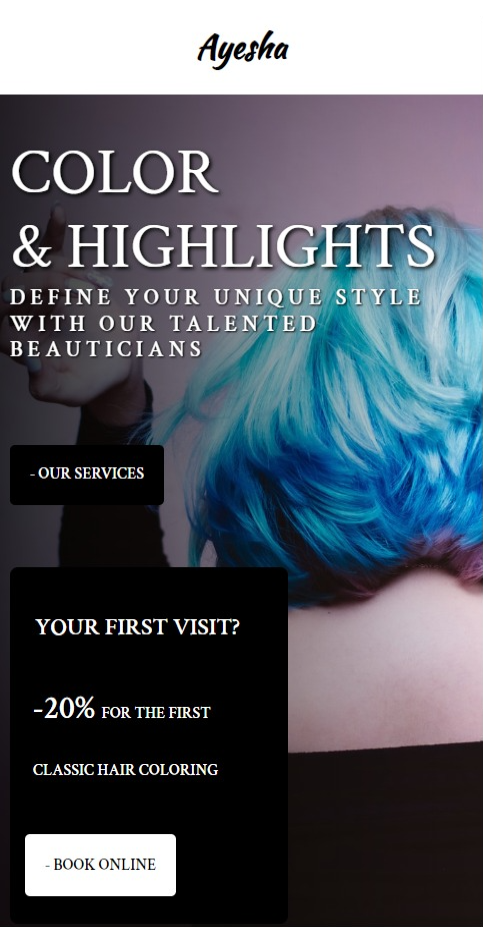 Ayesha
COLOR
& HIGHLIGHTS
DEFINE YOUR UNIQUE STYLE
WITH OUR TALENTED
BEAUTICIANS
- OUR SERVICES
YOUR FIRST VISIT?
-20% FOR THE FIRST
CLASSIC HAIR COLORING
- BOOK ONLINE